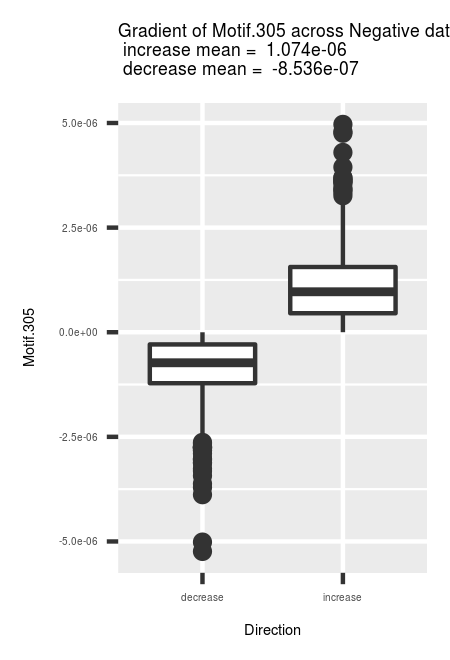 Gradient of Motif.305 across Negative dat
increase mean =  1.074e-06
decrease mean =  -8.536e-07
5.0e-06
2.5e-06
0.0e+00
-2.5e-06
-5.0e-06
Motif.305
decrease
increase
Direction